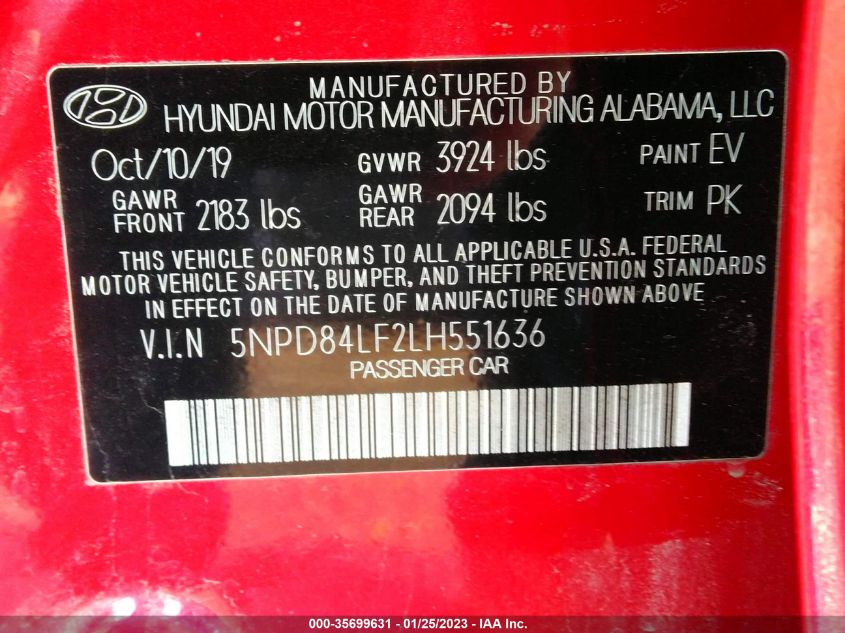 MANUFACTURED BY
HYUNDAI MOTOR MANUFACTURING ALABAMA, LLC
Oct/10/19 GVWR 3924 lbs PAINT EV
GAWR FRONT 2183 lbs GAWR REAR 2094 lbs TRIM PK
THIS VEHICLE CONFORMS TO ALL APPLICABLE U.S.A. FEDERAL
MOTOR VEHICLE SAFETY, BUMPER, AND THEFT PREVENTION STANDARDS
IN EFFECT ON THE DATE OF MANUFACTURE SHOWN ABOVE
V.I.N 5NPD84LF2LH551636
PASSENGER CAR
000-35699631 - 01/25/2023 - IAA Inc.